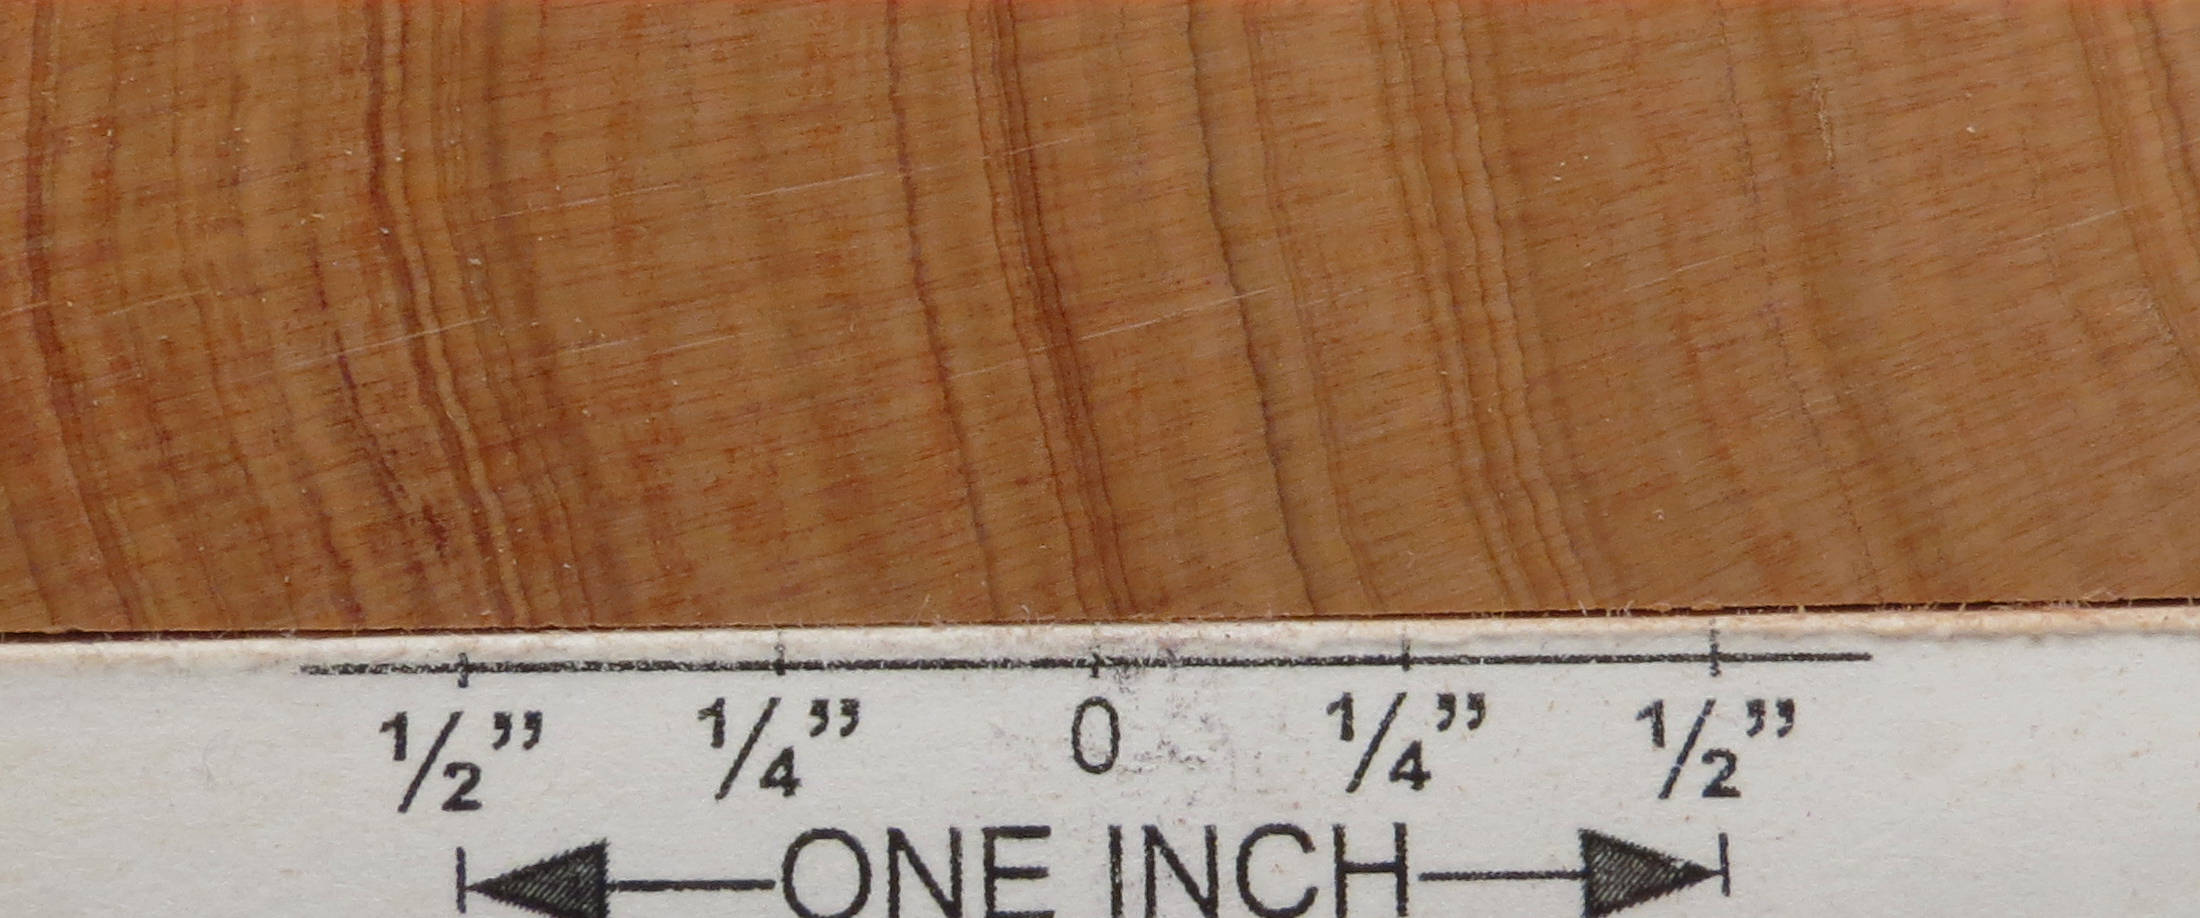 ½” ¼” 0 ¼” ½”
ONE INCH